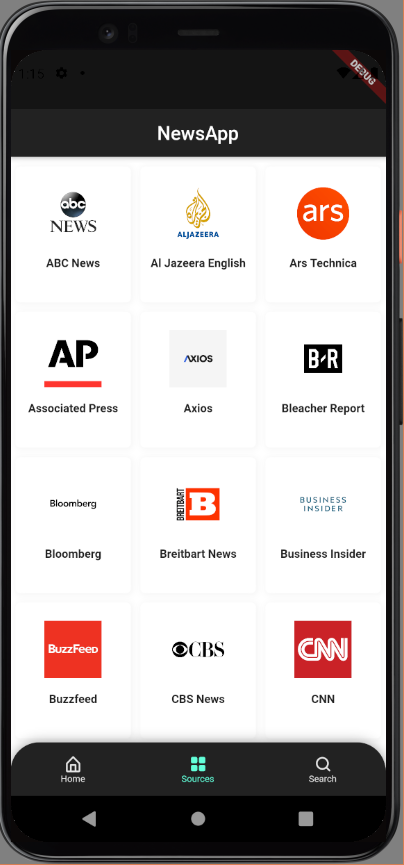 1:15
DEBUG
NewsApp
abc
NEWS
ALJAZEERA
ars
ABC News
Al Jazeera English
Ars Technica
AP
AXIOS
B R
Associated Press
Axios
Bleacher Report
Bloomberg
BREITBART
B
BUSINESS
INSIDER
Bloomberg
Breitbart News
Business Insider
BuzzFeed
CBS
CNN
Buzzfeed
CBS News
CNN
Home
Sources
Search